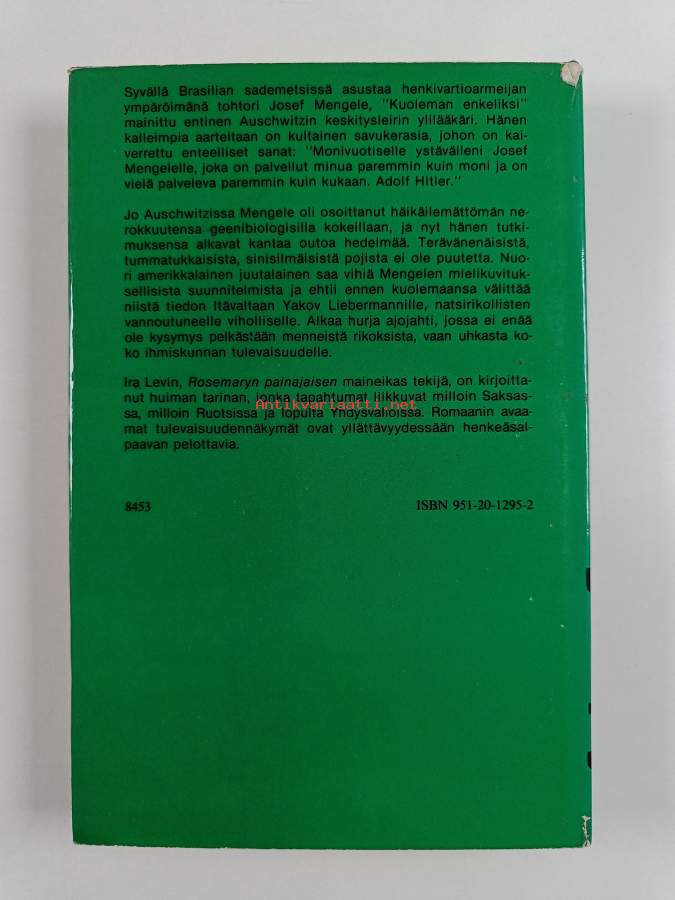 Syvällä Brasilian sademetsissä asustaa henkivartioarmeijan
ympäröimänä tohtori Josef Mengele, "Kuoleman enkeliksi"
mainittu entinen Auschwitzin keskitysleirin ylilääkäri. Hänen
kalleimpia aarteitaan on kultainen savukerasia, johon on kai-
verrettu enteelliset sanat: "Monivuotiselle ystävälleni Josef
Mengelelle, joka on palvellut minua paremmin kuin moni ja on
vielä palveleva paremmin kuin kukaan. Adolf Hitler."
Jo Auschwitzissa Mengele oli osoittanut häikäilemättömän ne-
rokkuutensa geenibiologisilla kokeillaan, ja nyt hänen tutki-
muksensa alkavat kantaa outoa hedelmää. Terävänenäisistä,
tummatukkaisista, sinisilmäisistä pojista ei ole puutetta. Nuo-
ri amerikkalainen juutalainen saa vihiä Mengelen mielikuvituk-
sellisista suunnitelmista ja ehtii ennen kuolemaansa välittää
niistä tiedon Itävaltaan Yakov Liebermannille, natsirikollisten
vannoutuneelle viholliselle. Alkaa hurja ajojahti, jossa ei enää
ole kysymys pelkästään menneistä rikoksista, vaan uhkasta ko-
ko ihmiskunnan tulevaisuudelle.
Ira Levin, Rosemaryn painajaisen maineikas tekijä, on kirjoitta-
nut huiman tarinan, jonka tapahtumat liikkuvat milloin Saksas-
sa, milloin Ruotsissa ja lopulta Yhdysvalloissa. Romaanin avaa-
mat tulevaisuudennäkymät ovat yllättävyydessään henkeäsal-
paavan pelottavia.
Antikvariaatti.net
8453 ISBN 951-20-1295-2